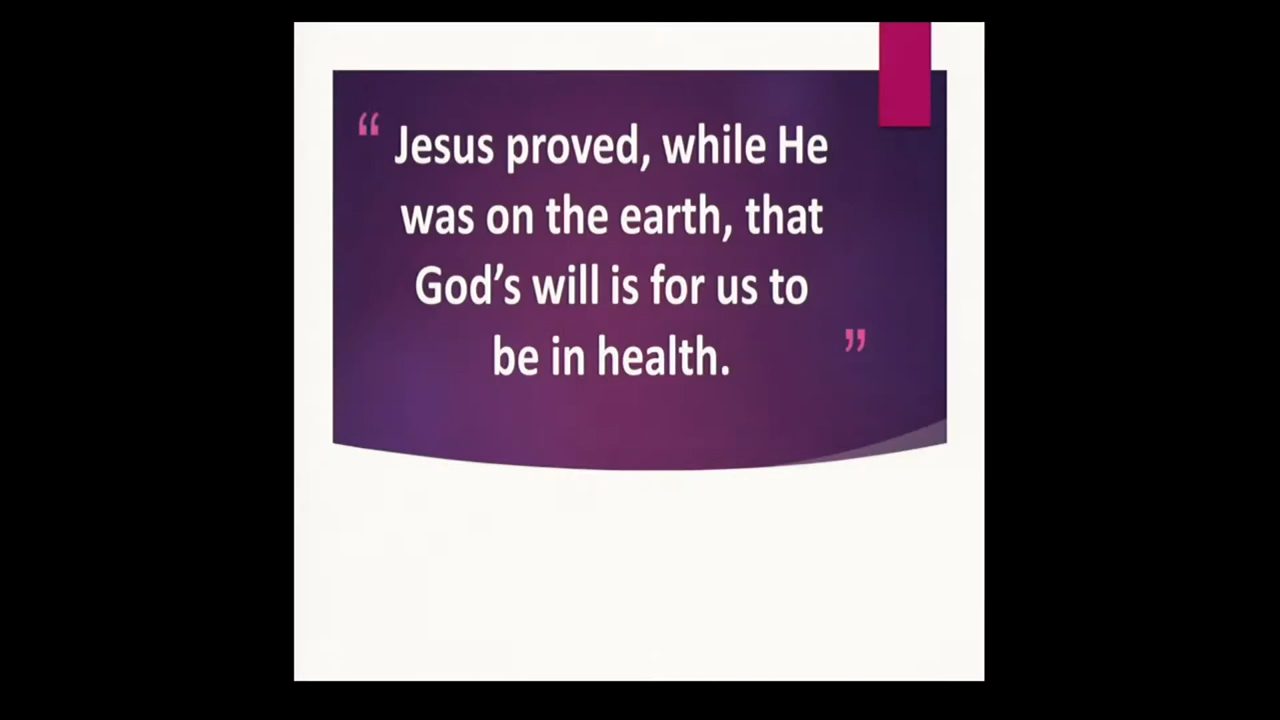 “ Jesus proved, while He
was on the earth, that
God’s will is for us to
be in health. ”